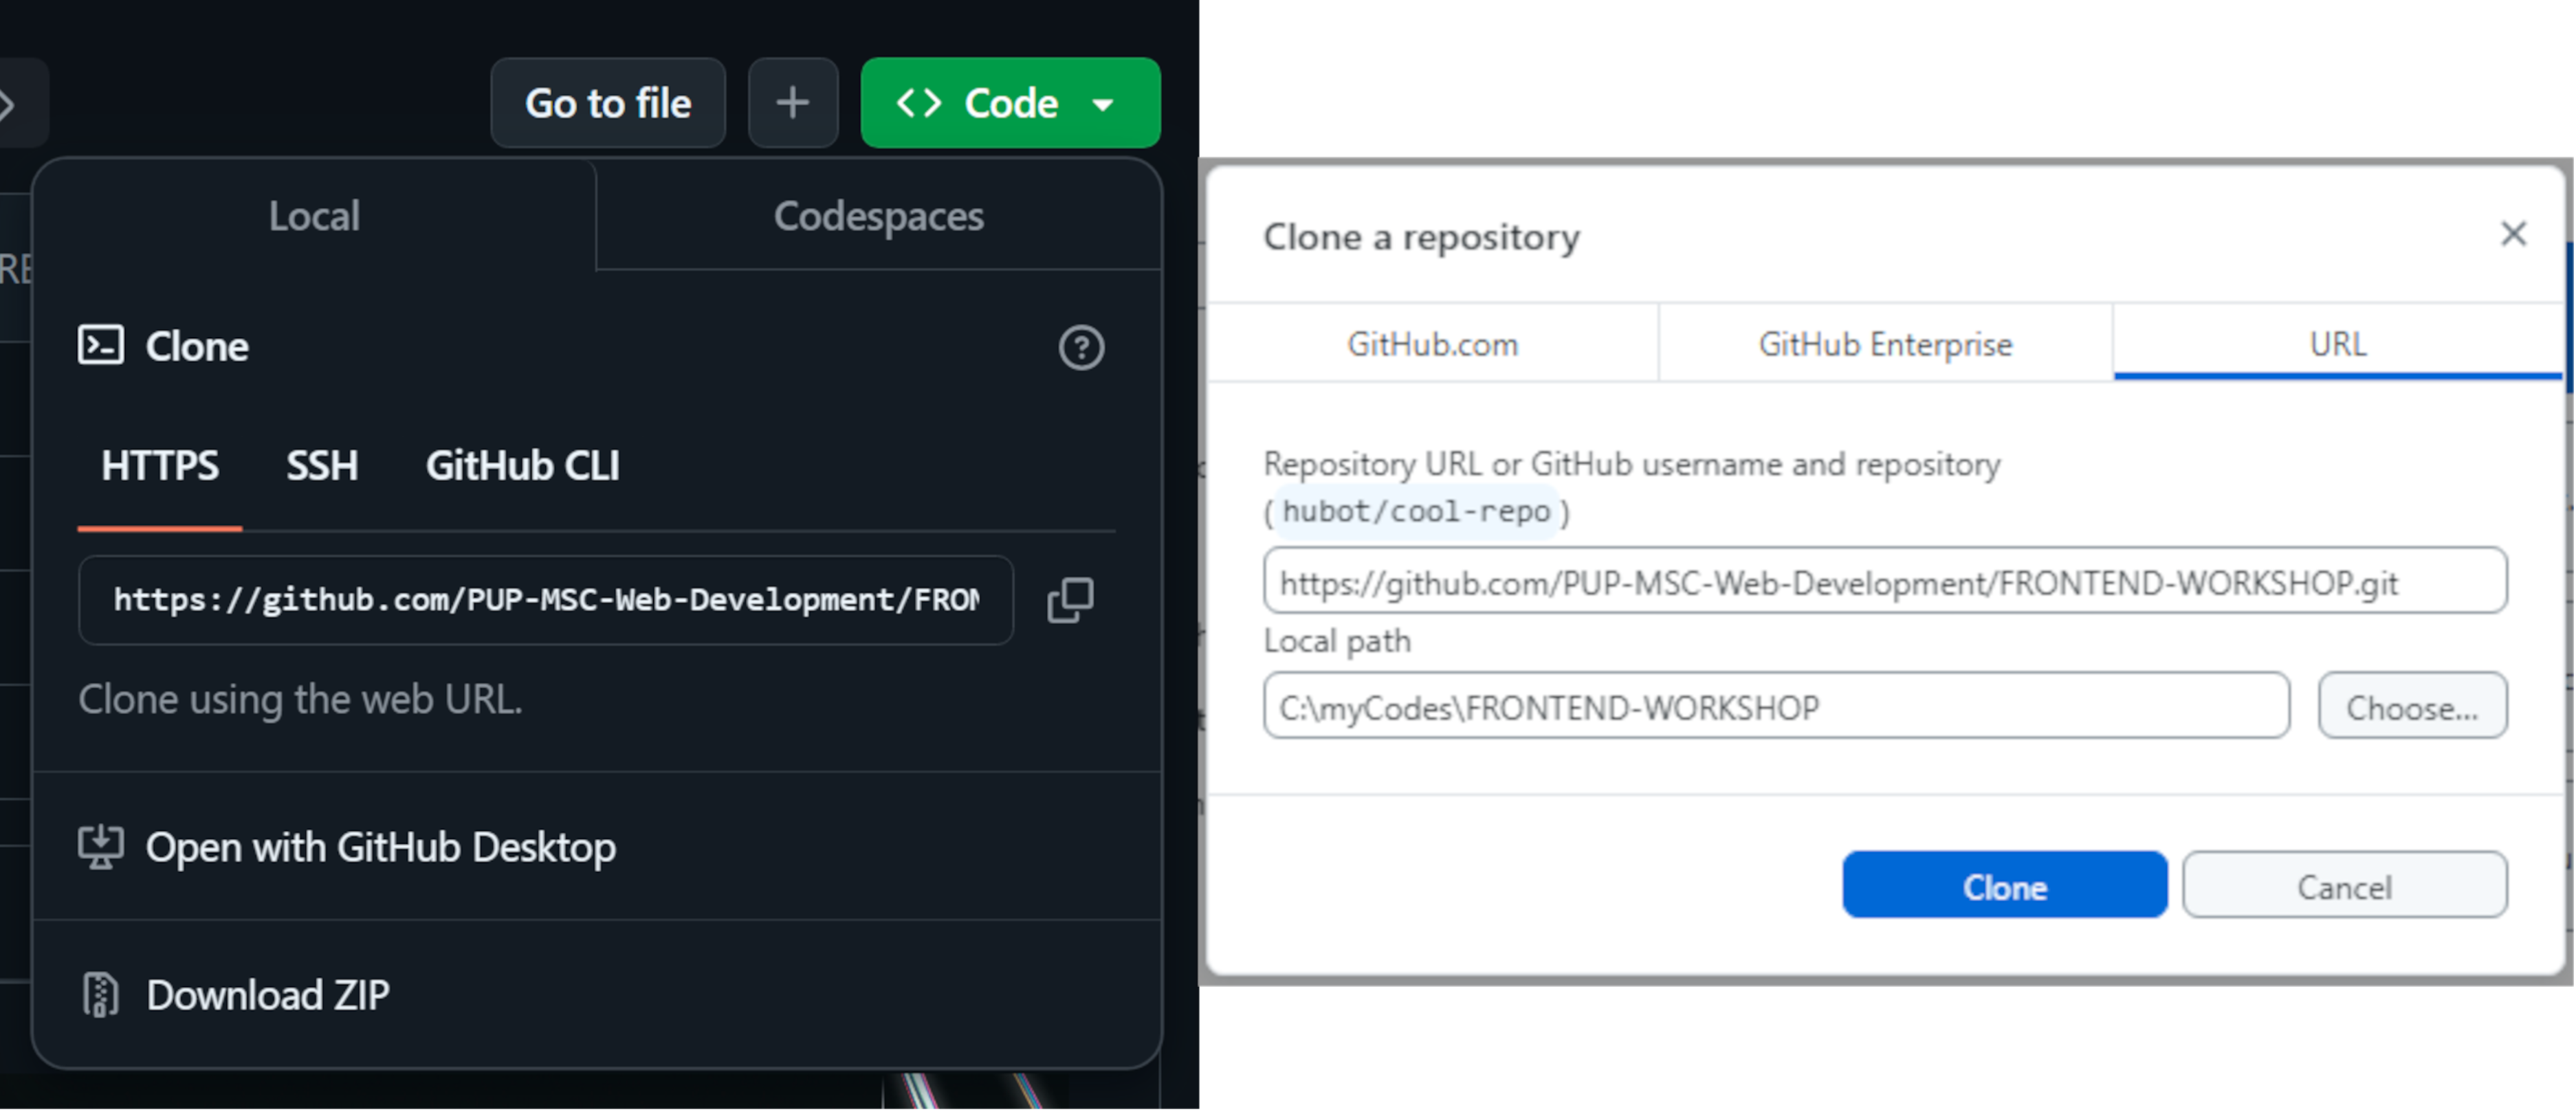 Go to file
+
<> Code
Local
Codespaces
RE
Clone
HTTPS
SSH
GitHub CLI
https://github.com/PUP-MSC-Web-Development/FRON
Clone using the web URL.
Open with GitHub Desktop
Download ZIP
Clone a repository
GitHub.com
GitHub Enterprise
URL
Repository URL or GitHub username and repository
(hubot/cool-repo)
https://github.com/PUP-MSC-Web-Development/FRONTEND-WORKSHOP.git
Local path
C:\myCodes\FRONTEND-WORKSHOP
Choose...
Clone
Cancel